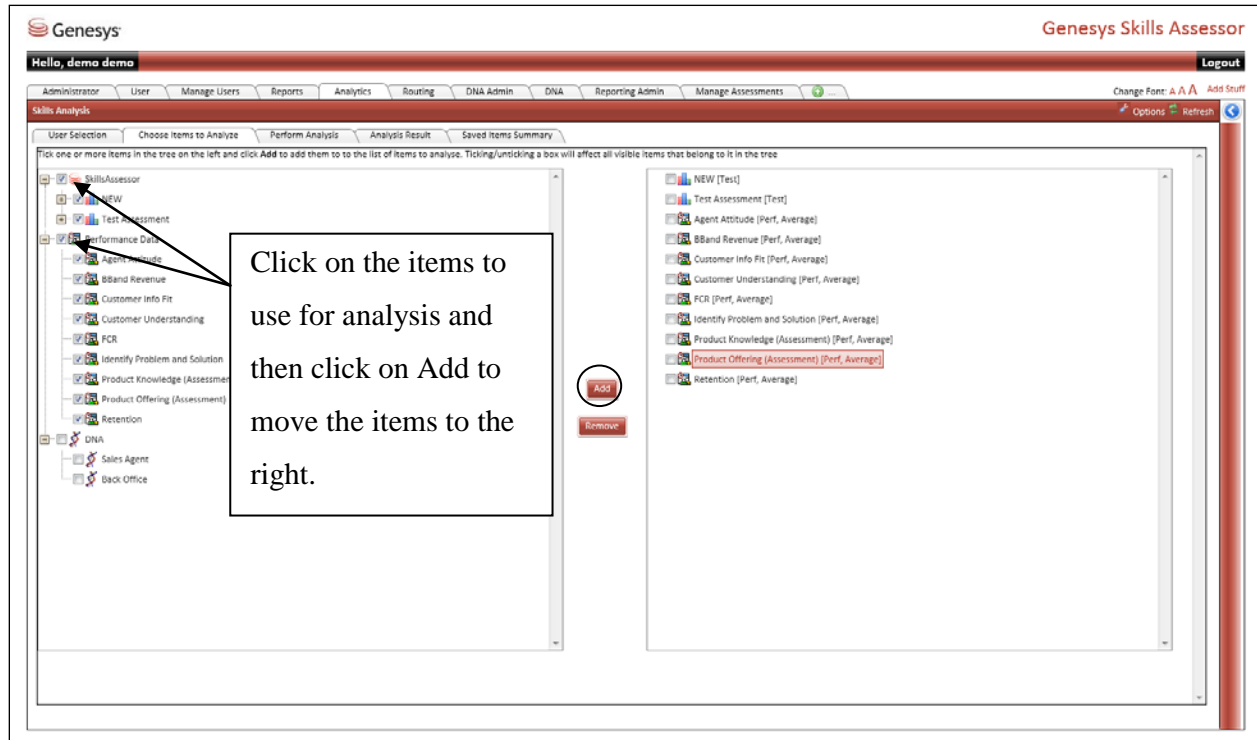 Genesys
Genesys Skills Assessor
Hello, demo demo
Logout
Administrator User Manage Users Reports Analytics Routing DNA Admin DNA Reporting Admin Manage Assessments ...
Change Font: A A A Add Stuff
Skills Analysis
Options Refresh
User Selection Choose Items to Analyze Perform Analysis Analysis Result Saved Items Summary
Tick one or more items in the tree on the left and click Add to add them to to the list of items to analyse. Ticking/unticking a box will affect all visible items that belong to it in the tree
SkillsAssessor
NEW
Test Assessment
Performance Data
Agent Attitude
BBand Revenue
Customer Info Fit
Customer Understanding
FCR
Identify Problem and Solution
Product Knowledge (Assessmen
Product Offering (Assessment)
Retention
DNA
Sales Agent
Back Office
Click on the items to
use for analysis and
then click on Add to
move the items to the
right.
Add
Remove
NEW [Test]
Test Assessment [Test]
Agent Attitude [Perf, Average]
BBand Revenue [Perf, Average]
Customer Info Fit [Perf, Average]
Customer Understanding [Perf, Average]
FCR [Perf, Average]
Identify Problem and Solution [Perf, Average]
Product Knowledge (Assessment) [Perf, Average]
Product Offering (Assessment) [Perf, Average]
Retention [Perf, Average]